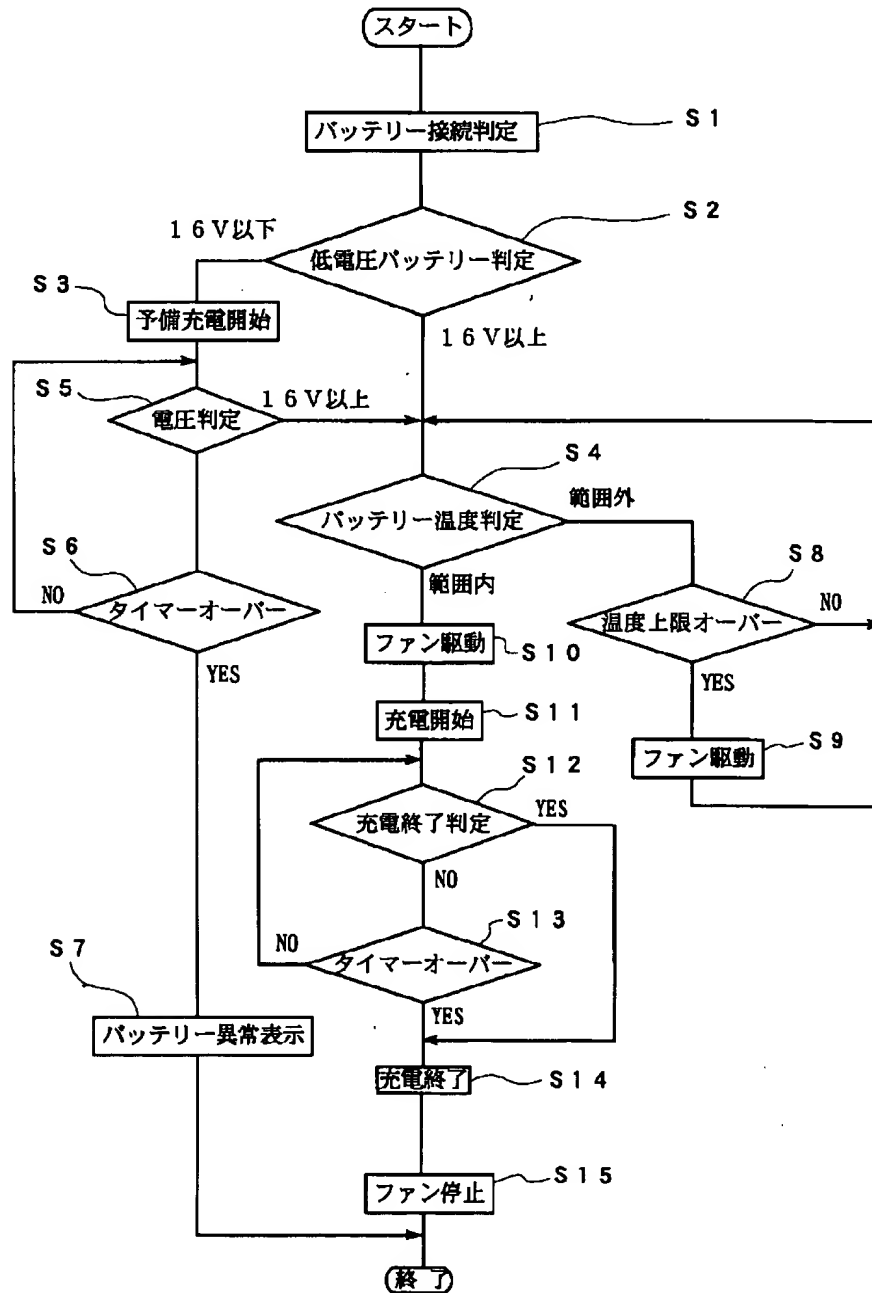 スタート
バッテリー接続判定
S1
S2
16V以下
低電圧バッテリー判定
S3
予備充電開始
16V以上
S5
電圧判定
16V以上
S4
バッテリー温度判定
範囲外
S6
タイマーオーバー
NO
YES
範囲内
S8
温度上限オーバー
NO
YES
ファン駆動
S10
充電開始
S11
S9
ファン駆動
S12
充電終了判定
YES
NO
S13
タイマーオーバー
NO
YES
S7
バッテリー異常表示
充電終了
S14
ファン停止
S15
終了